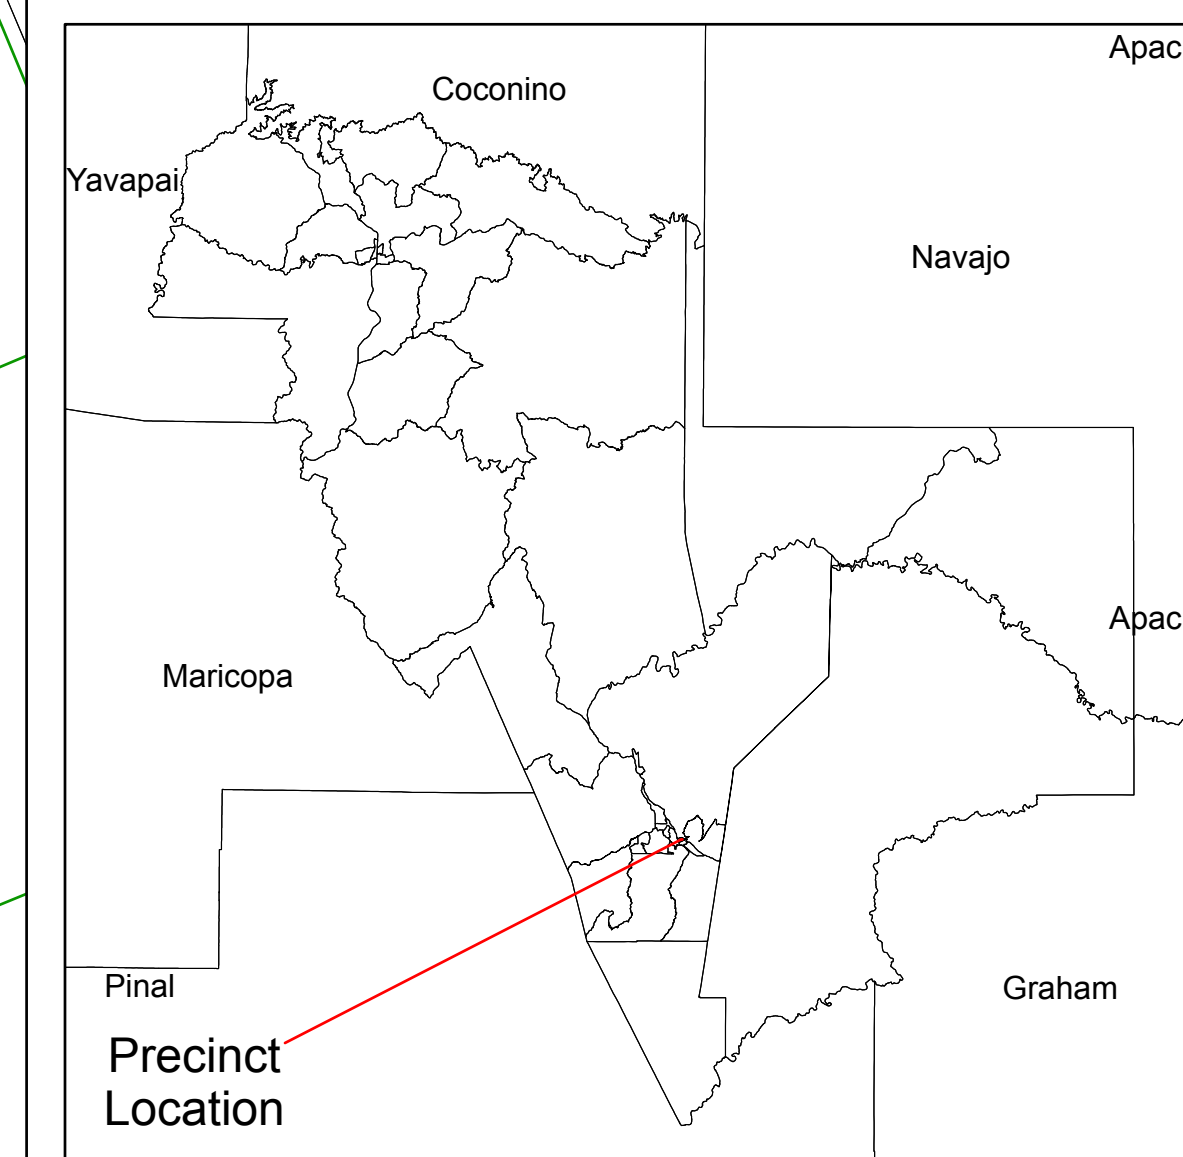 Apac
Coconino
Yavapai
Navajo
Apac
Maricopa
Pinal
Graham
Precinct
Location